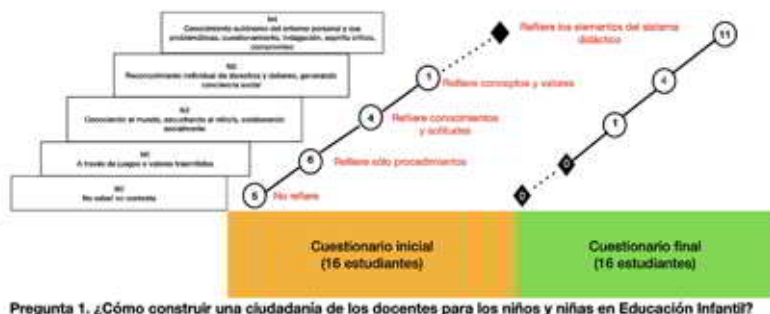 N4
Conocimiento autónomo del entorno personal y sus
problemáticas, cuestionamiento, indagación, espíritu crítico,
compromiso
N3
Reconocimiento individual de derechos y deberes, generando
conciencia social
N2
Conociendo el mundo, escuchando al niño/a, colaborando
socialmente
N1
A través de juegos o valores trasmitidos
N0
No sabe/ no contesta
Refiere los elementos del sistema
didáctico
1
Refiere conceptos y valores
4
Refiere conocimientos
y actitudes
6
Refiere sólo procedimientos
5
No refiere
11
4
1
0
0
Cuestionario inicial
(16 estudiantes)
Cuestionario final
(16 estudiantes)
Pregunta 1. ¿Cómo construir una ciudadanía de los docentes para los niños y niñas en Educación Infantil?